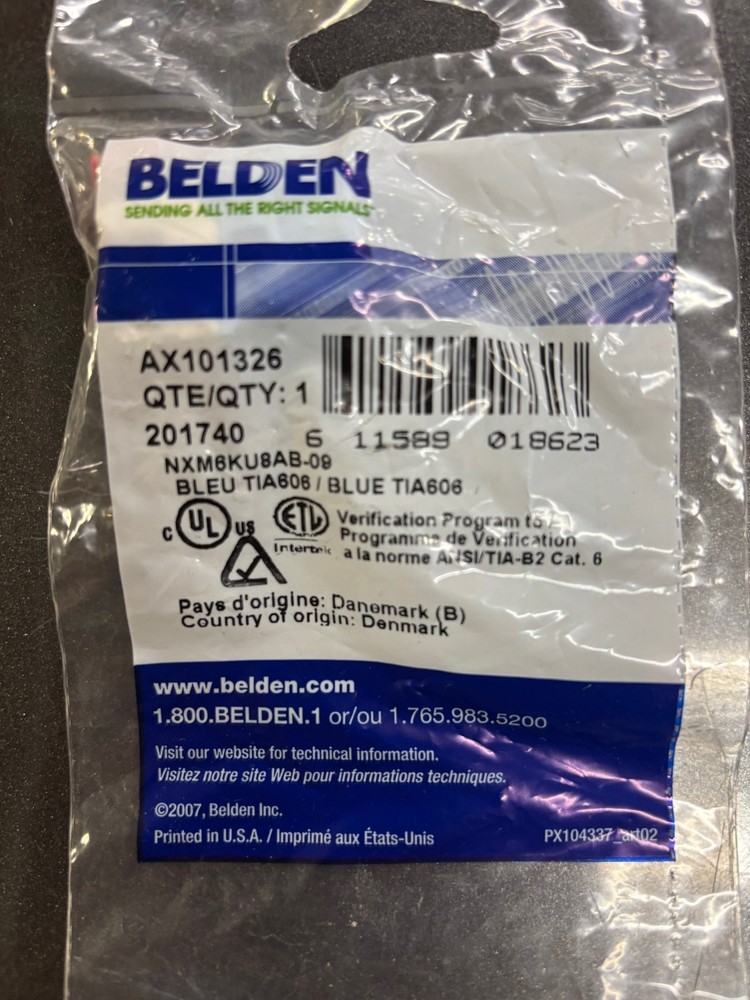 BELDEN
SENDING ALL THE RIGHT SIGNALS™
AX101326
QTE/QTY: 1
201740
6 11589 018623
NXM6KU8AB-09
BLEU TIA606 / BLUE TIA606
C UL US
ETL
Intertek
Verification Program to
Programme de Verification
a la norme ANSI/TIA-B2 Cat. 6
Pays d'origine: Danemark (B)
Country of origin: Denmark
www.belden.com
1.800.BELDEN.1 or/ou 1.765.983.5200
Visit our website for technical information.
Visitez notre site Web pour informations techniques.
©2007, Belden Inc.
Printed in U.S.A. / Imprimé aux États-Unis
PX104337_art02